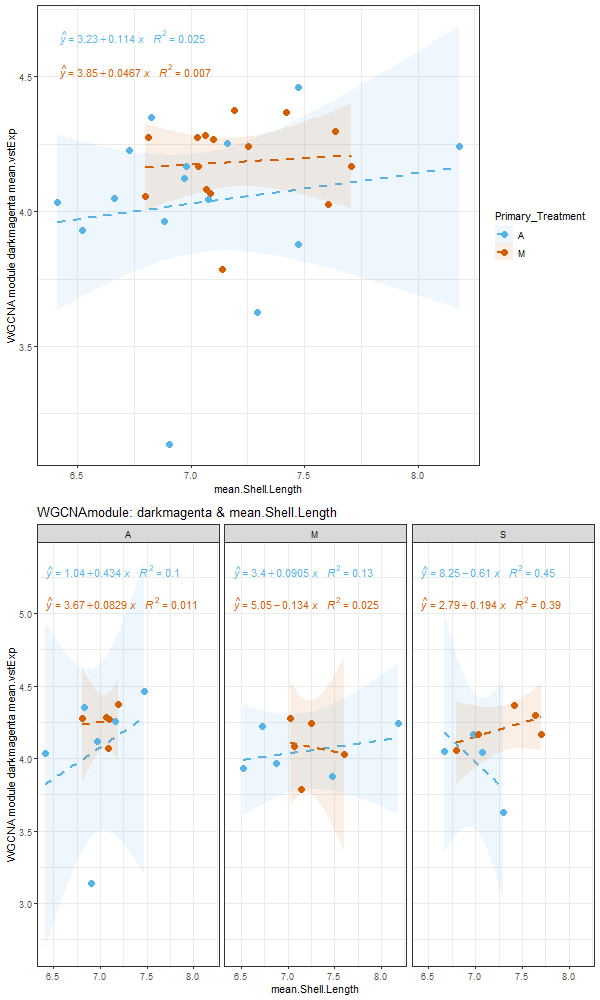 ŷ = 3.23 + 0.114 x   R² = 0.025
ŷ = 3.85 + 0.0467 x   R² = 0.007
4.5
4.0
3.5
WGCNA module darkmagenta mean.vstExp
6.5 7.0 7.5 8.0
mean.Shell.Length
Primary_Treatment
A
M
WGCNAmodule: darkmagenta & mean.Shell.Length
A M S
ŷ = 1.04 + 0.434 x   R² = 0.1
ŷ = 3.67 + 0.0829 x   R² = 0.011
ŷ = 3.4 + 0.0905 x   R² = 0.13
ŷ = 5.05 − 0.134 x   R² = 0.025
ŷ = 8.25 − 0.61 x   R² = 0.45
ŷ = 2.79 + 0.194 x   R² = 0.39
5.0
4.5
4.0
3.5
3.0
WGCNA module darkmagenta mean.vstExp
6.5 7.0 7.5 8.0 6.5 7.0 7.5 8.0 6.5 7.0 7.5 8.0
mean.Shell.Length